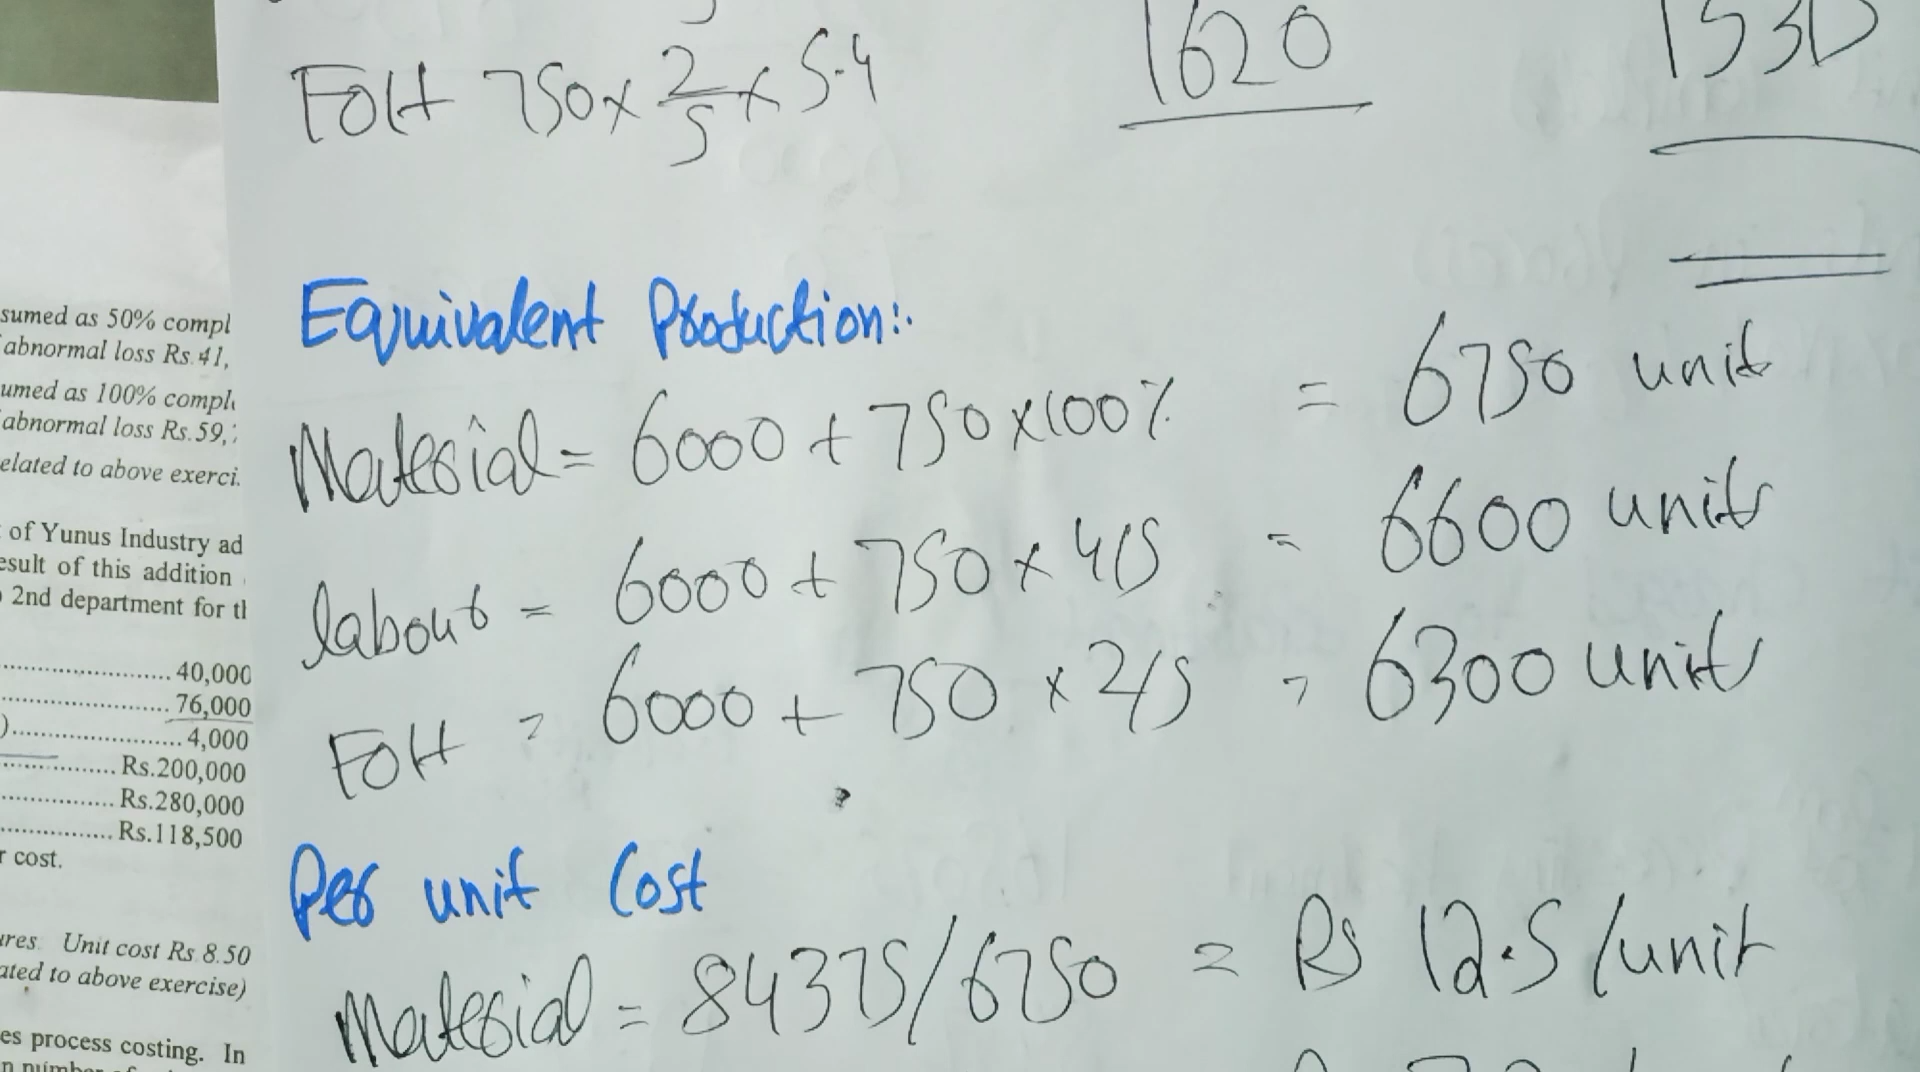 FOH 750 x 2/5 x 5.4 1620
Equivalent Production:-
Material = 6000 + 750 x 100% = 6750 unit
labour = 6000 + 750 x 4/5 = 6600 units
FOH = 6000 + 750 x 2/5 = 6300 units
Per unit Cost
Material = 84375/6750 = Rs 12.5/unit
sumed as 50% compl
abnormal loss Rs.41,
umed as 100% compl
abnormal loss Rs.59,
elated to above exerci.
of Yunus Industry ad
esult of this addition
2nd department for th
.................... 40,000
.................... 76,000
).................... 4,000
.............. Rs.200,000
.............. Rs.280,000
.............. Rs.118,500
r cost.
ures. Unit cost Rs.8.50
ated to above exercise)
es process costing. In